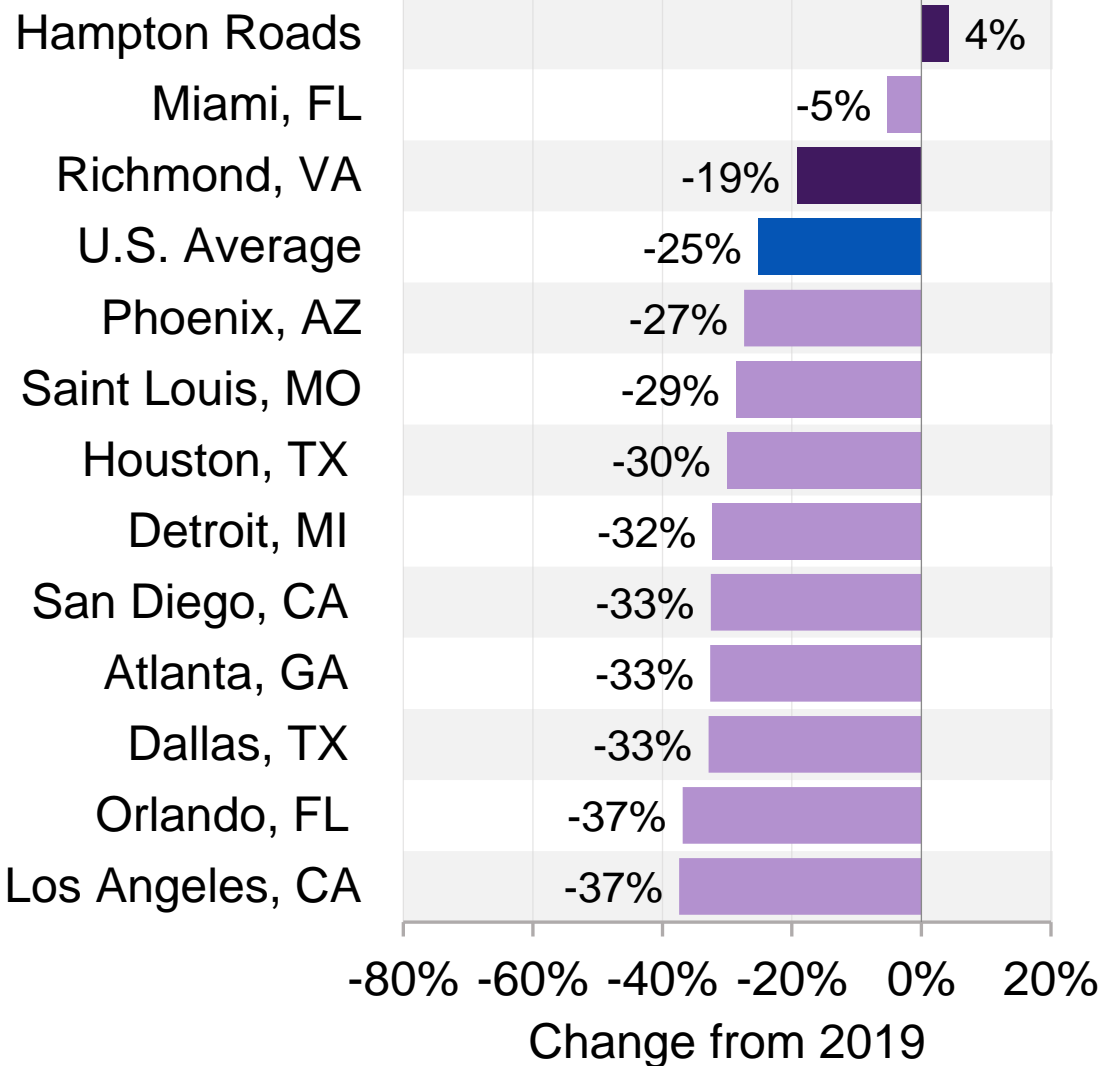 Hampton Roads 4%
Miami, FL -5%
Richmond, VA -19%
U.S. Average -25%
Phoenix, AZ -27%
Saint Louis, MO -29%
Houston, TX -30%
Detroit, MI -32%
San Diego, CA -33%
Atlanta, GA -33%
Dallas, TX -33%
Orlando, FL -37%
Los Angeles, CA -37%
-80% -60% -40% -20% 0% 20%
Change from 2019